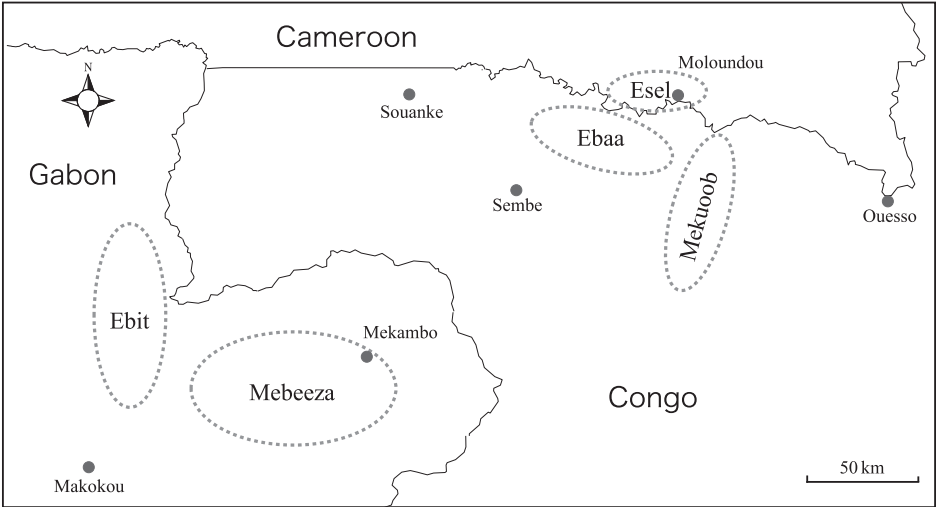 Cameroon
Moloundou
N
Esel
Souanke
Ebaa
Gabon
Mekuoob
Sembe
Ouesso
Ebit
Mekambo
Mebeeza
Congo
50 km
Makokou